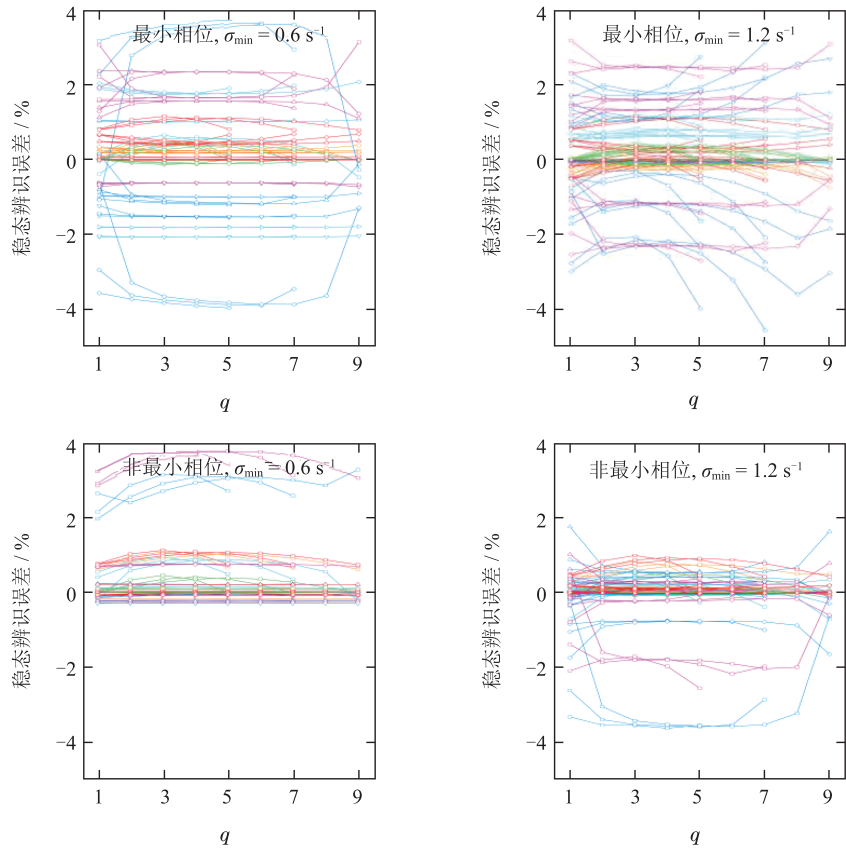 4
2
0
−2
−4
稳态辨识误差 / %
最小相位, σmin = 0.6 s−1
1 3 5 7 9
q
4
2
0
−2
−4
稳态辨识误差 / %
最小相位, σmin = 1.2 s−1
1 3 5 7 9
q
4
2
0
−2
−4
稳态辨识误差 / %
非最小相位, σmin = 0.6 s−1
1 3 5 7 9
q
4
2
0
−2
−4
稳态辨识误差 / %
非最小相位, σmin = 1.2 s−1
1 3 5 7 9
q